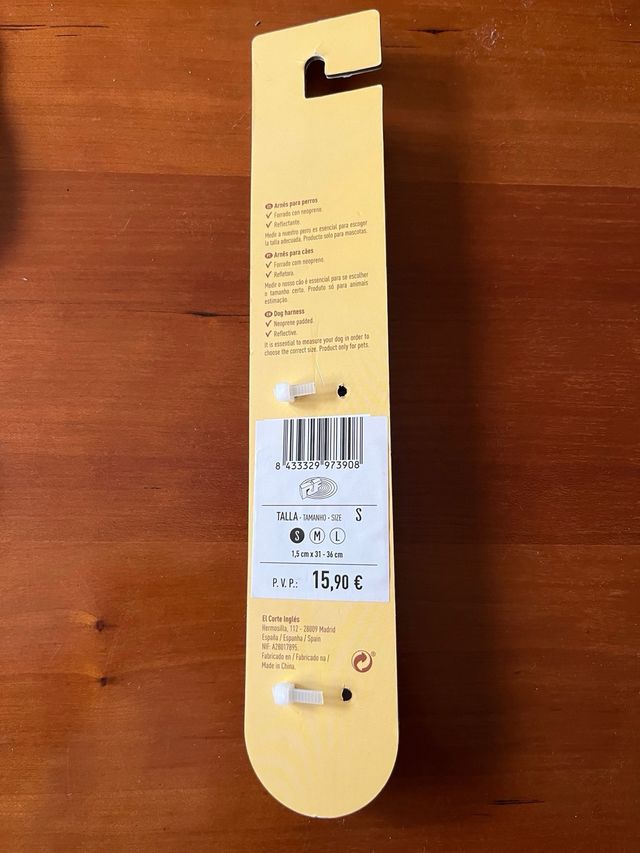 ES Arnés para perros
✓ Forrado con neopreno.
✓ Reflectante.
Medir a nuestro perro es esencial para escoger
la talla adecuada. Producto solo para mascotas.
PT Arnês para cães
✓ Forrado com neopreno.
✓ Refletora.
Medir o nosso cão é essencial para se escolher
o tamanho certo. Produto só para animais
estimação.
Dog harness
✓ Neoprene padded.
✓ Reflective.
It is essential to measure your dog in order to
choose the correct size. Product only for pets.
8 433329 973908
TALLA - TAMANHO - SIZE S
S M L
1,5 cm x 31 - 36 cm
P. V. P.: 15,90 €
El Corte Inglés
Hermosilla, 112 - 28009 Madrid
España / Espanha / Spain
NIF: A28017895.
Fabricado en / Fabricado na /
Made in China.